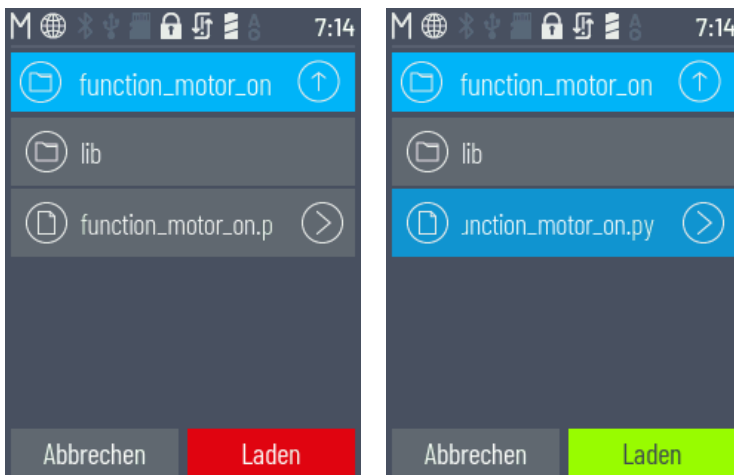 M 7:14
function_motor_on
lib
function_motor_on.p
Abbrechen Laden
M 7:14
function_motor_on
lib
unction_motor_on.py
Abbrechen Laden